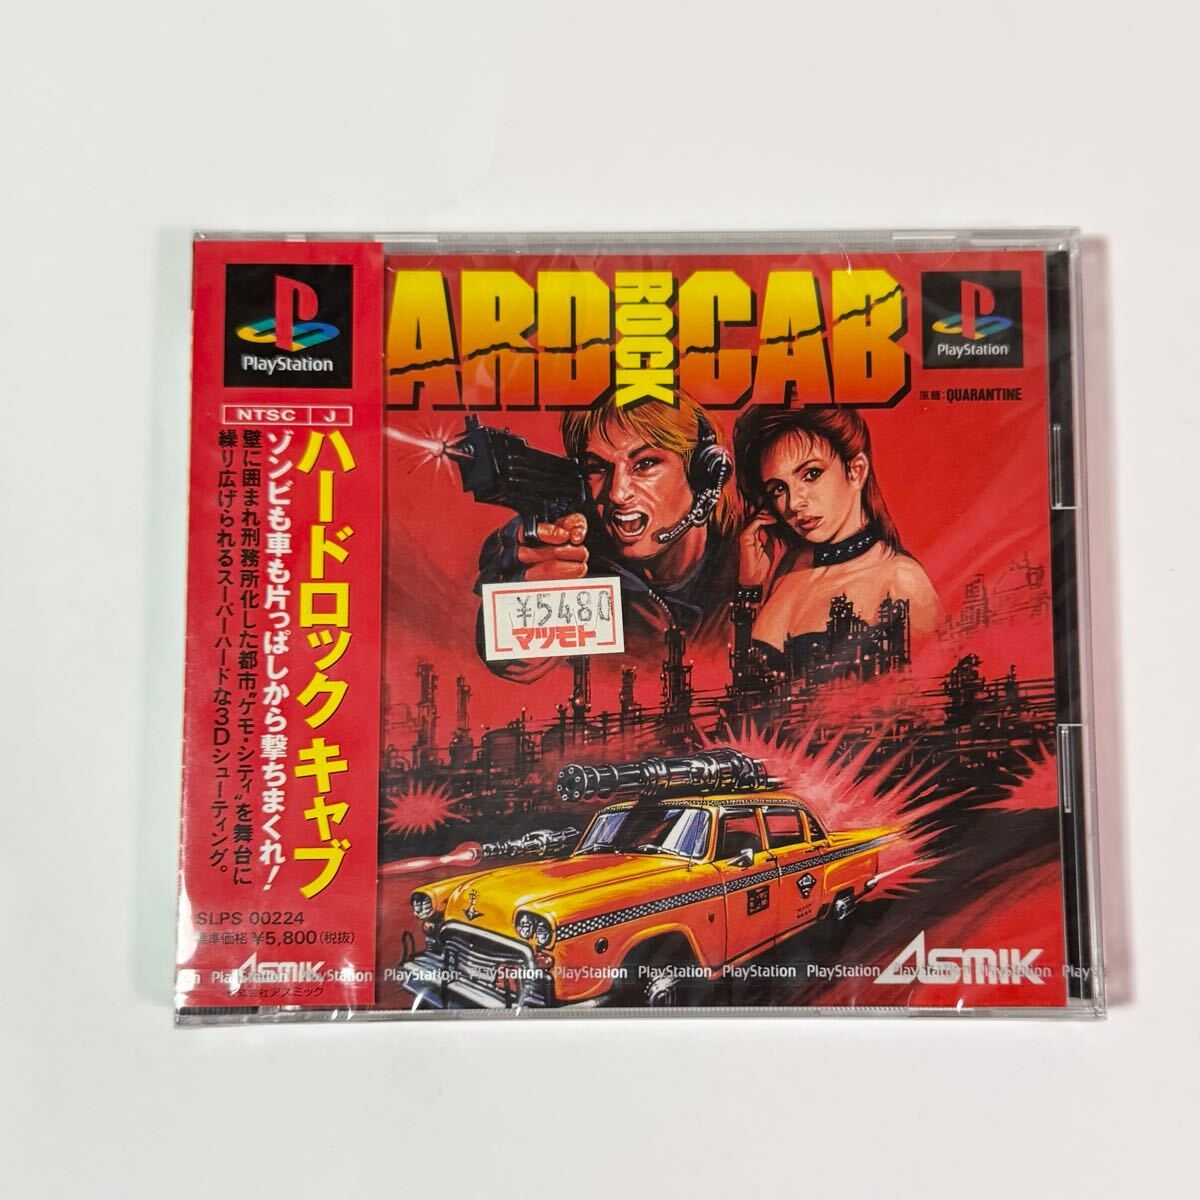 PlayStation
NTSC J
ハードロックキャブ
ゾンビも車も片っぱしから撃ちまくれ!
壁に囲まれ刑務所化した都市"ゲモ・シティ"を舞台に
繰り広げられるスーパーハードな3Dシューティング。
SLPS 00224
標準価格 ¥5,800(税抜)
ASMIK
株式会社アスミック
ARD ROCK CAB
PlayStation
原題:QUARANTINE
¥5480
マツモト
ASMIK
PlayStation PlayStation PlayStation PlayStation PlayStation PlayStation PlayStation PlayStation PlayStation PlayStation